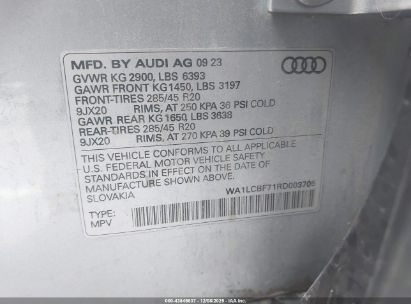 MFD. BY AUDI AG 09 23
GVWR KG 2900, LBS 6393
GAWR FRONT KG1450, LBS 3197
FRONT-TIRES 285/45 R20
9JX20 RIMS, AT 250 KPA 36 PSI COLD
GAWR REAR KG1650, LBS 3638
REAR-TIRES 285/45 R20
9JX20 RIMS, AT 270 KPA 39 PSI COLD
THIS VEHICLE CONFORMS TO ALL
U.S. FEDERAL MOTOR VEHICLE SAFETY
STANDARDS IN EFFECT ON THE DATE
OF MANUFACTURE SHOWN ABOVE.
SLOVAKIA WA1LCBF71RD003705
TYPE:
MPV